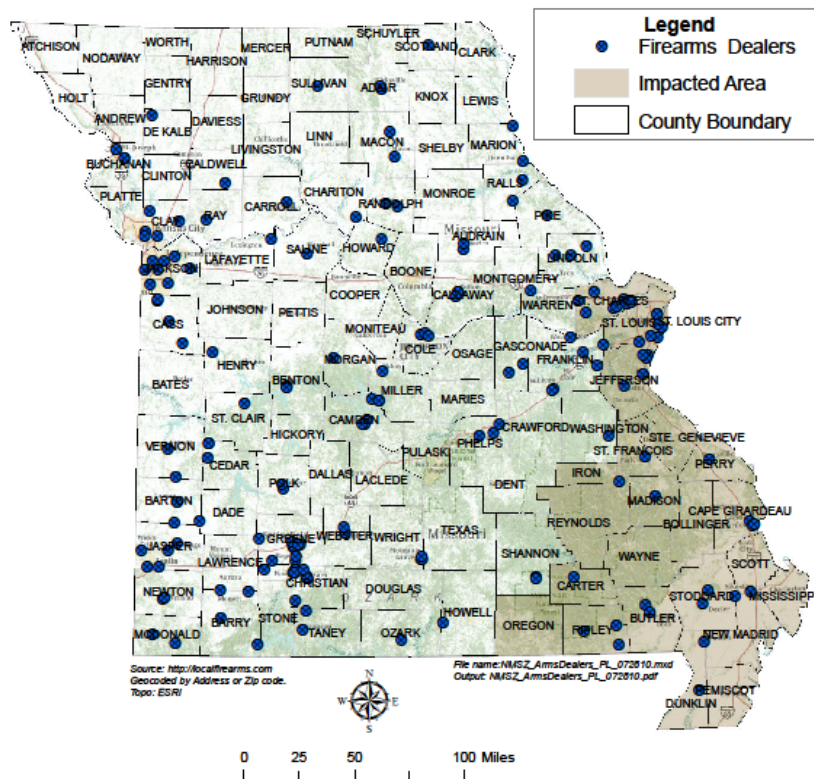 Legend
Firearms Dealers
Impacted Area
County Boundary
SCHUYLER
ATCHISON
WORTH
MERCER
PUTNAM
SCOTLAND
CLARK
NODAWAY
HARRISON
GENTRY
SULLIVAN
ADAIR
HOLT
GRUNDY
KNOX
LEWIS
ANDREW
DAVIESS
DE KALB
LINN
MACON
MARION
LIVINGSTON
SHELBY
BUCHANAN
CALDWELL
CLINTON
RALLS
PLATTE
CHARITON
MONROE
CARROLL
RANDOLPH
CLAY
RAY
Missouri
PIKE
AUDRAIN
SALINE
HOWARD
LINCOLN
LAFAYETTE
JACKSON
BOONE
MONTGOMERY
COOPER
CALLAWAY
ST. CHARLES
WARREN
JOHNSON
PETTIS
ST. LOUIS
ST. LOUIS CITY
CASS
MONITEAU
COLE
OSAGE
GASCONADE
MORGAN
FRANKLIN
HENRY
BATES
BENTON
JEFFERSON
MILLER
MARIES
ST. CLAIR
CAMDEN
CRAWFORD
WASHINGTON
HICKORY
PHELPS
STE. GENEVIEVE
VERNON
PULASKI
ST. FRANCOIS
CEDAR
PERRY
DALLAS
LACLEDE
IRON
POLK
DENT
BARTON
MADISON
DADE
CAPE GIRARDEAU
REYNOLDS
BOLLINGER
TEXAS
GREENE
WEBSTER
WRIGHT
Missouri
JASPER
SHANNON
WAYNE
LAWRENCE
SCOTT
CHRISTIAN
CARTER
NEWTON
DOUGLAS
STODDARD
MISSISSIPPI
HOWELL
BARRY
STONE
OREGON
BUTLER
MCDONALD
TANEY
OZARK
RIPLEY
NEW MADRID
PEMISCOT
DUNKLIN
Source: http://localfirearms.com
Geocoded by Address or Zip code.
Topo: ESRI
File name:NMSZ_ArmsDealers_PL_072610.mxd
Output: NMSZ_ArmsDealers_PL_072610.pdf
N
W E
S
0 25 50 100 Miles